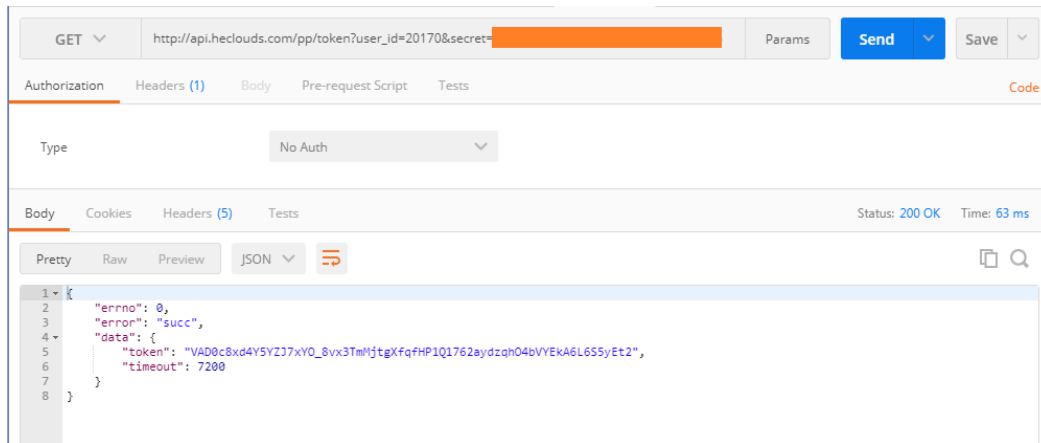 GET http://api.heclouds.com/pp/token?user_id=20170&secret= Params Send Save
Authorization Headers (1) Body Pre-request Script Tests Code
Type No Auth
Body Cookies Headers (5) Tests Status: 200 OK Time: 63 ms
Pretty Raw Preview JSON
1 {
2 "errno": 0,
3 "error": "succ",
4 "data": {
5 "token": "VAD0c8xd4Y5YZJ7xYO_8vx3TmMjtgXfqfHP1Q1762aydzqhO4bVYEkA6L6S5yEt2",
6 "timeout": 7200
7 }
8 }